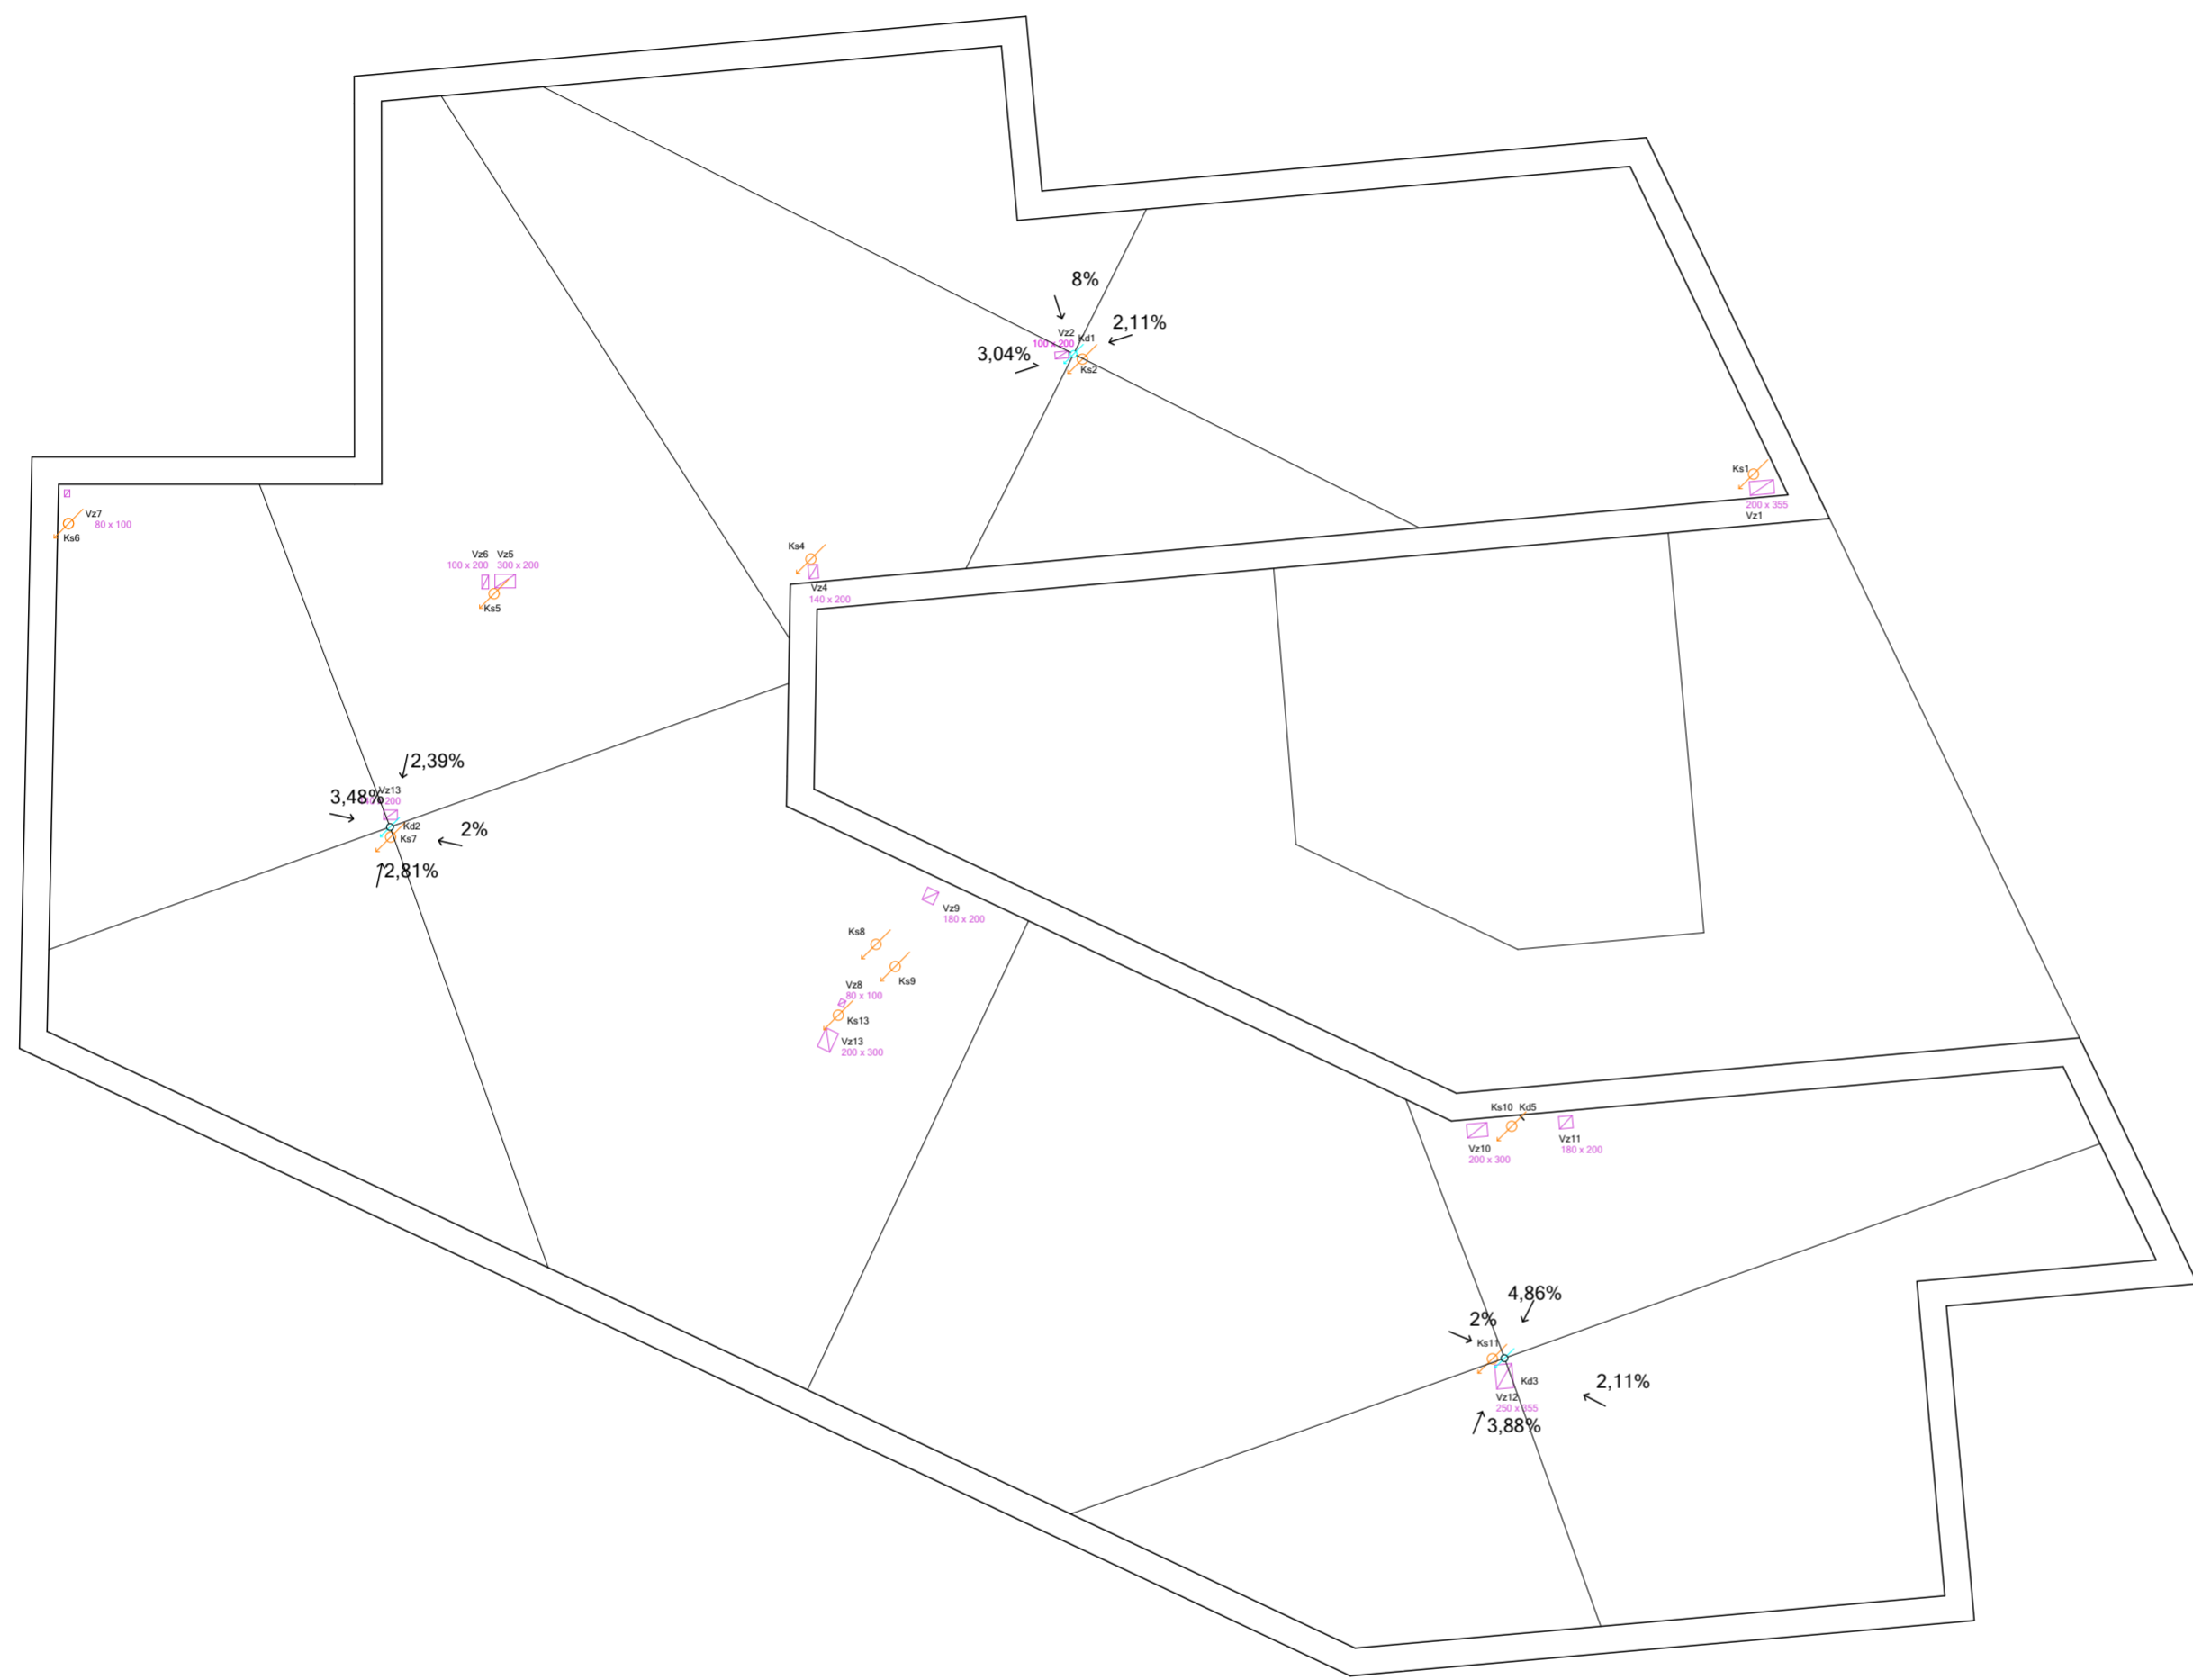 8%
2,11%
Vz2
Kd1
100 x 200
3,04%
Ks2
Ks1
200 x 355
Vz1
Vz7
80 x 100
Ks6
Vz6 Vz5
100 x 200 300 x 200
Ks5
Ks4
Vz4
140 x 200
2,39%
3,48%
Vz13
200
Kd2
2%
Ks7
2,81%
Vz9
180 x 200
Ks8
Ks9
Vz8
80 x 100
Ks13
Vz13
200 x 300
Ks10 Kd5
Vz10
200 x 300
Vz11
180 x 200
4,86%
2%
Ks11
Kd3
2,11%
Vz12
250 x 355
3,88%